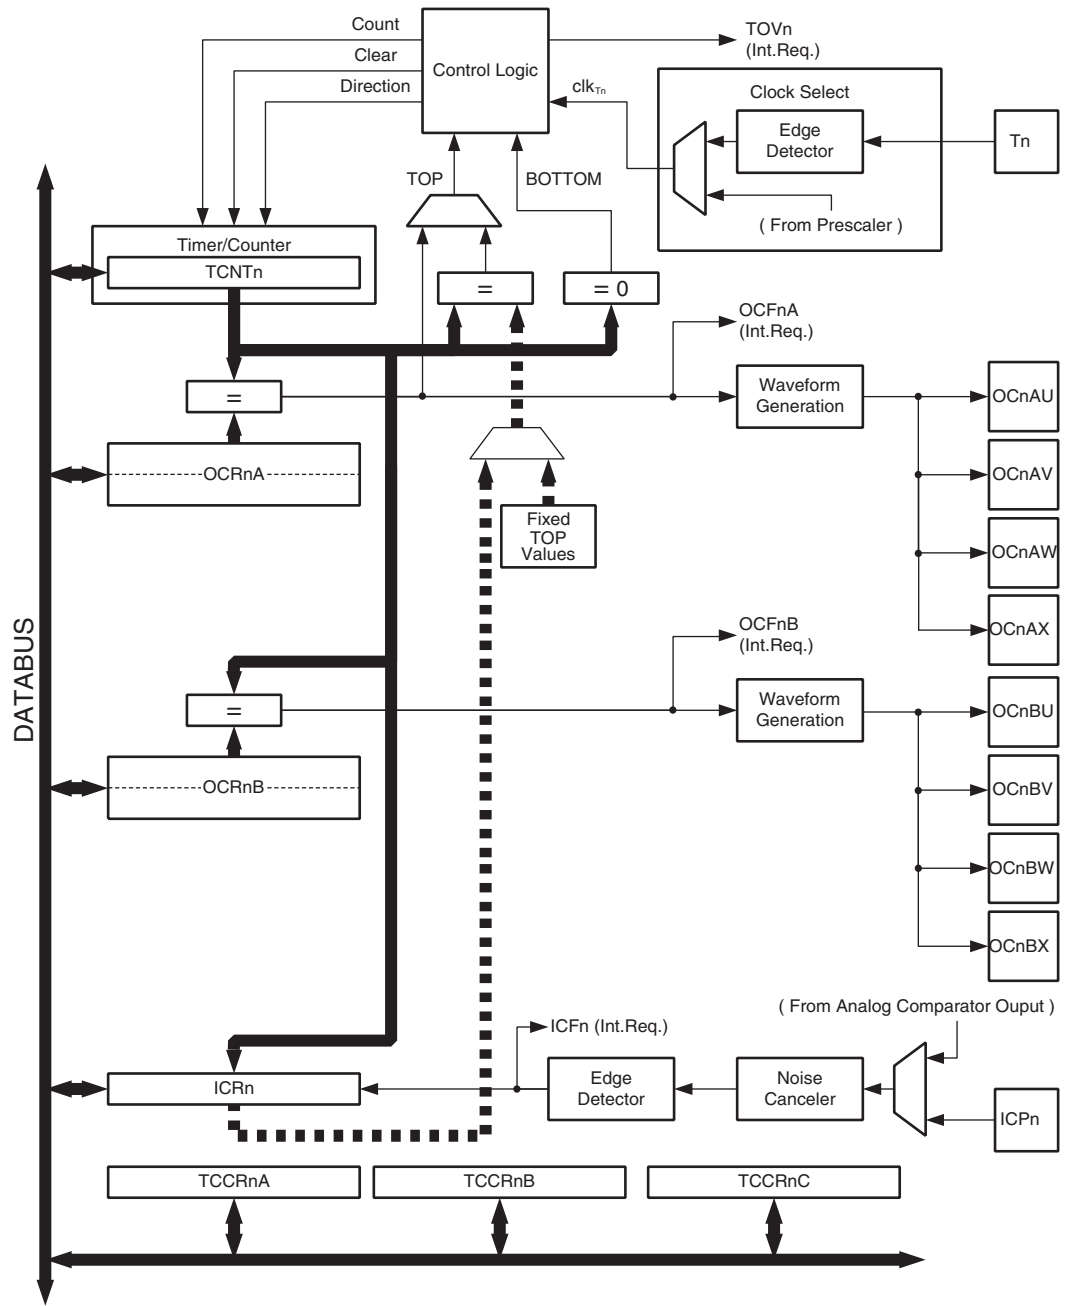 Count
Clear
Direction
Control Logic
TOVn
(Int.Req.)
clkTn
Clock Select
Edge
Detector
Tn
( From Prescaler )
TOP
BOTTOM
Timer/Counter
TCNTn
=
= 0
OCFnA
(Int.Req.)
=
Waveform
Generation
OCnAU
OCRnA
OCnAV
Fixed
TOP
Values
OCnAW
OCnAX
DATABUS
OCFnB
(Int.Req.)
=
Waveform
Generation
OCnBU
OCRnB
OCnBV
OCnBW
OCnBX
( From Analog Comparator Ouput )
ICFn (Int.Req.)
ICRn
Edge
Detector
Noise
Canceler
ICPn
TCCRnA
TCCRnB
TCCRnC